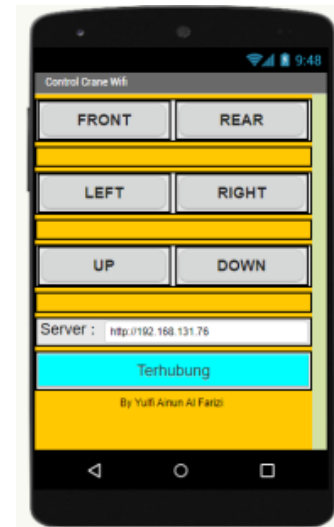 9:48
Control Crane Wifi
FRONT REAR
LEFT RIGHT
UP DOWN
Server : http://192.168.131.76
Terhubung
By Yulfi Ainun Al Farizi